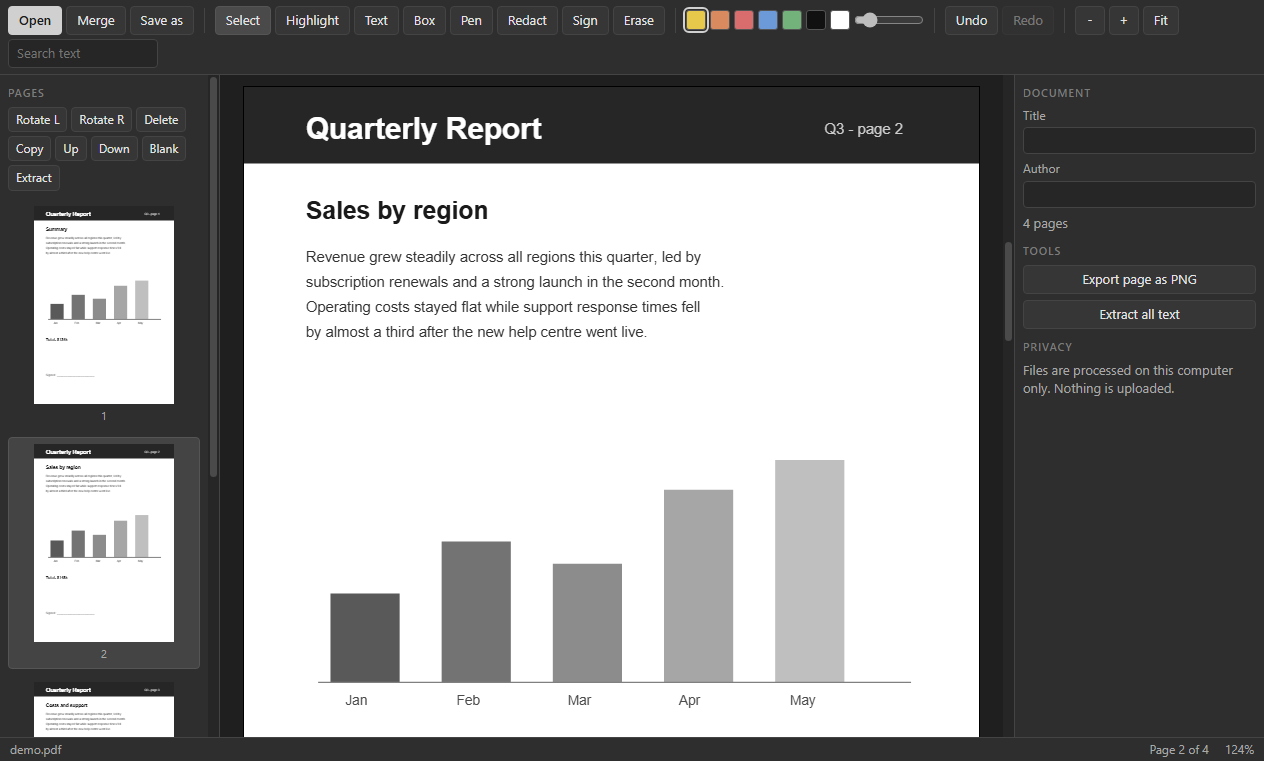 Open Merge Save as Select Highlight Text Box Pen Redact Sign Erase Undo Redo - + Fit
Search text
PAGES
Rotate L Rotate R Delete
Copy Up Down Blank
Extract
Quarterly Report
Summary
1
Quarterly Report
Sales by region
2
Quarterly Report
Costs and support
Quarterly Report Q3 - page 2
Sales by region
Revenue grew steadily across all regions this quarter, led by
subscription renewals and a strong launch in the second month.
Operating costs stayed flat while support response times fell
by almost a third after the new help centre went live.
Jan Feb Mar Apr May
DOCUMENT
Title
Author
4 pages
TOOLS
Export page as PNG
Extract all text
PRIVACY
Files are processed on this computer
only. Nothing is uploaded.
demo.pdf Page 2 of 4 124%